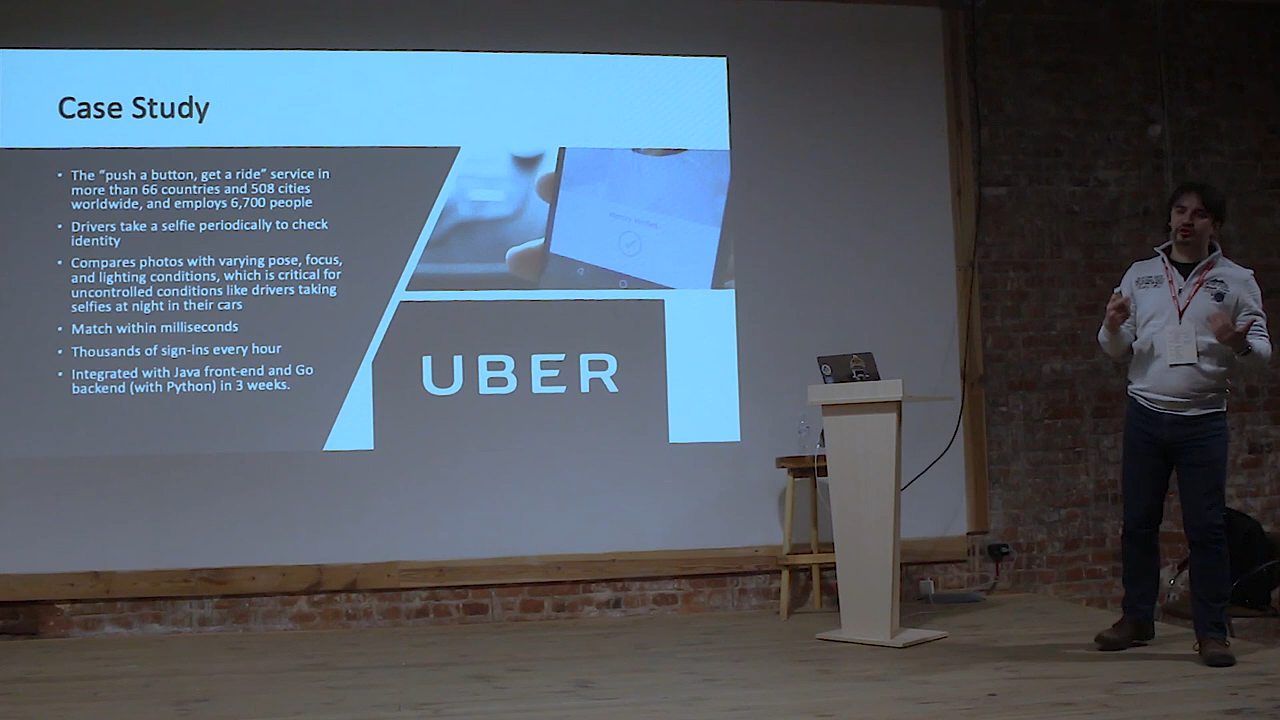 Case Study
• The “push a button, get a ride” service in
more than 66 countries and 508 cities
worldwide, and employs 6,700 people
• Drivers take a selfie periodically to check
identity
• Compares photos with varying pose, focus,
and lighting conditions, which is critical for
uncontrolled conditions like drivers taking
selfies at night in their cars
• Match within milliseconds
• Thousands of sign-ins every hour
• Integrated with Java front-end and Go
backend (with Python) in 3 weeks.
UBER